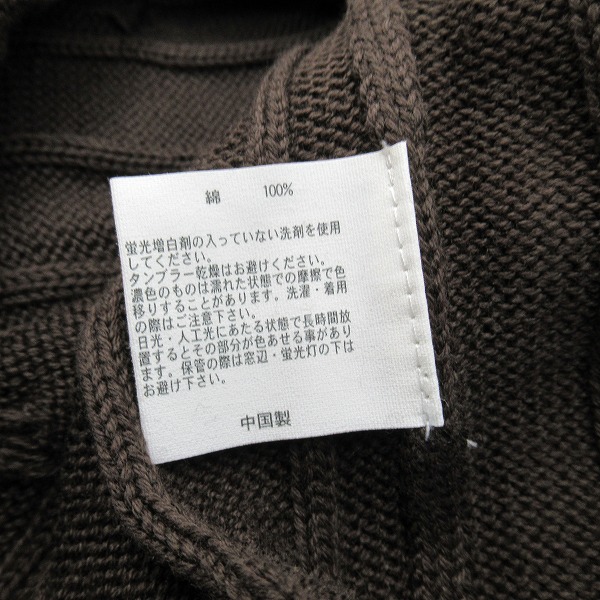 綿 100%
蛍光増白剤の入っていない洗剤を使用
してください。
タンブラー乾燥はお避けください。
濃色のものは濡れた状態での摩擦で色
移りすることがあります。洗濯・着用
の際はご注意下さい。
日光・人工光にあたる状態で長時間放
置するとその部分が色あせる事があり
ます。保管の際は窓辺・蛍光灯の下は
お避け下さい。
中国製